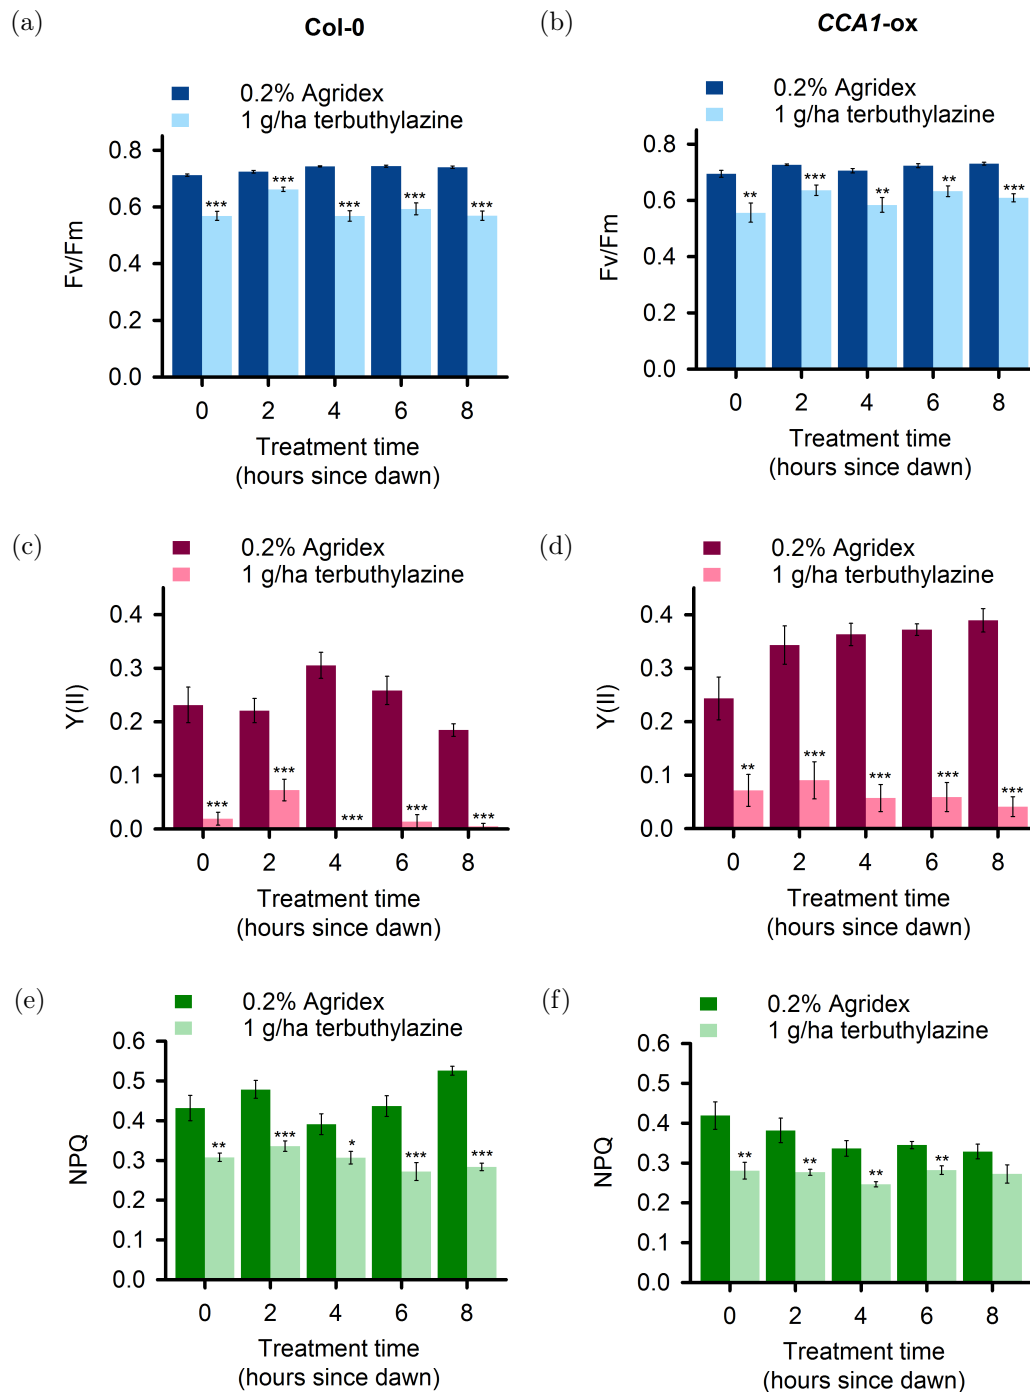 (a)
Col-0
0.2% Agridex
1 g/ha terbuthylazine
0.8
0.6
0.4
0.2
0.0
Fv/Fm
*** *** *** *** ***
0 2 4 6 8
Treatment time
(hours since dawn)
(b)
CCA1-ox
0.2% Agridex
1 g/ha terbuthylazine
0.8
0.6
0.4
0.2
0.0
Fv/Fm
** *** ** ** ***
0 2 4 6 8
Treatment time
(hours since dawn)
(c)
0.2% Agridex
1 g/ha terbuthylazine
0.4
0.3
0.2
0.1
0.0
Y(II)
*** *** *** *** ***
0 2 4 6 8
Treatment time
(hours since dawn)
(d)
0.2% Agridex
1 g/ha terbuthylazine
0.4
0.3
0.2
0.1
0.0
Y(II)
** *** *** *** ***
0 2 4 6 8
Treatment time
(hours since dawn)
(e)
0.2% Agridex
1 g/ha terbuthylazine
0.6
0.5
0.4
0.3
0.2
0.1
0.0
NPQ
** *** * *** ***
0 2 4 6 8
Treatment time
(hours since dawn)
(f)
0.2% Agridex
1 g/ha terbuthylazine
0.6
0.5
0.4
0.3
0.2
0.1
0.0
NPQ
** ** ** **
0 2 4 6 8
Treatment time
(hours since dawn)